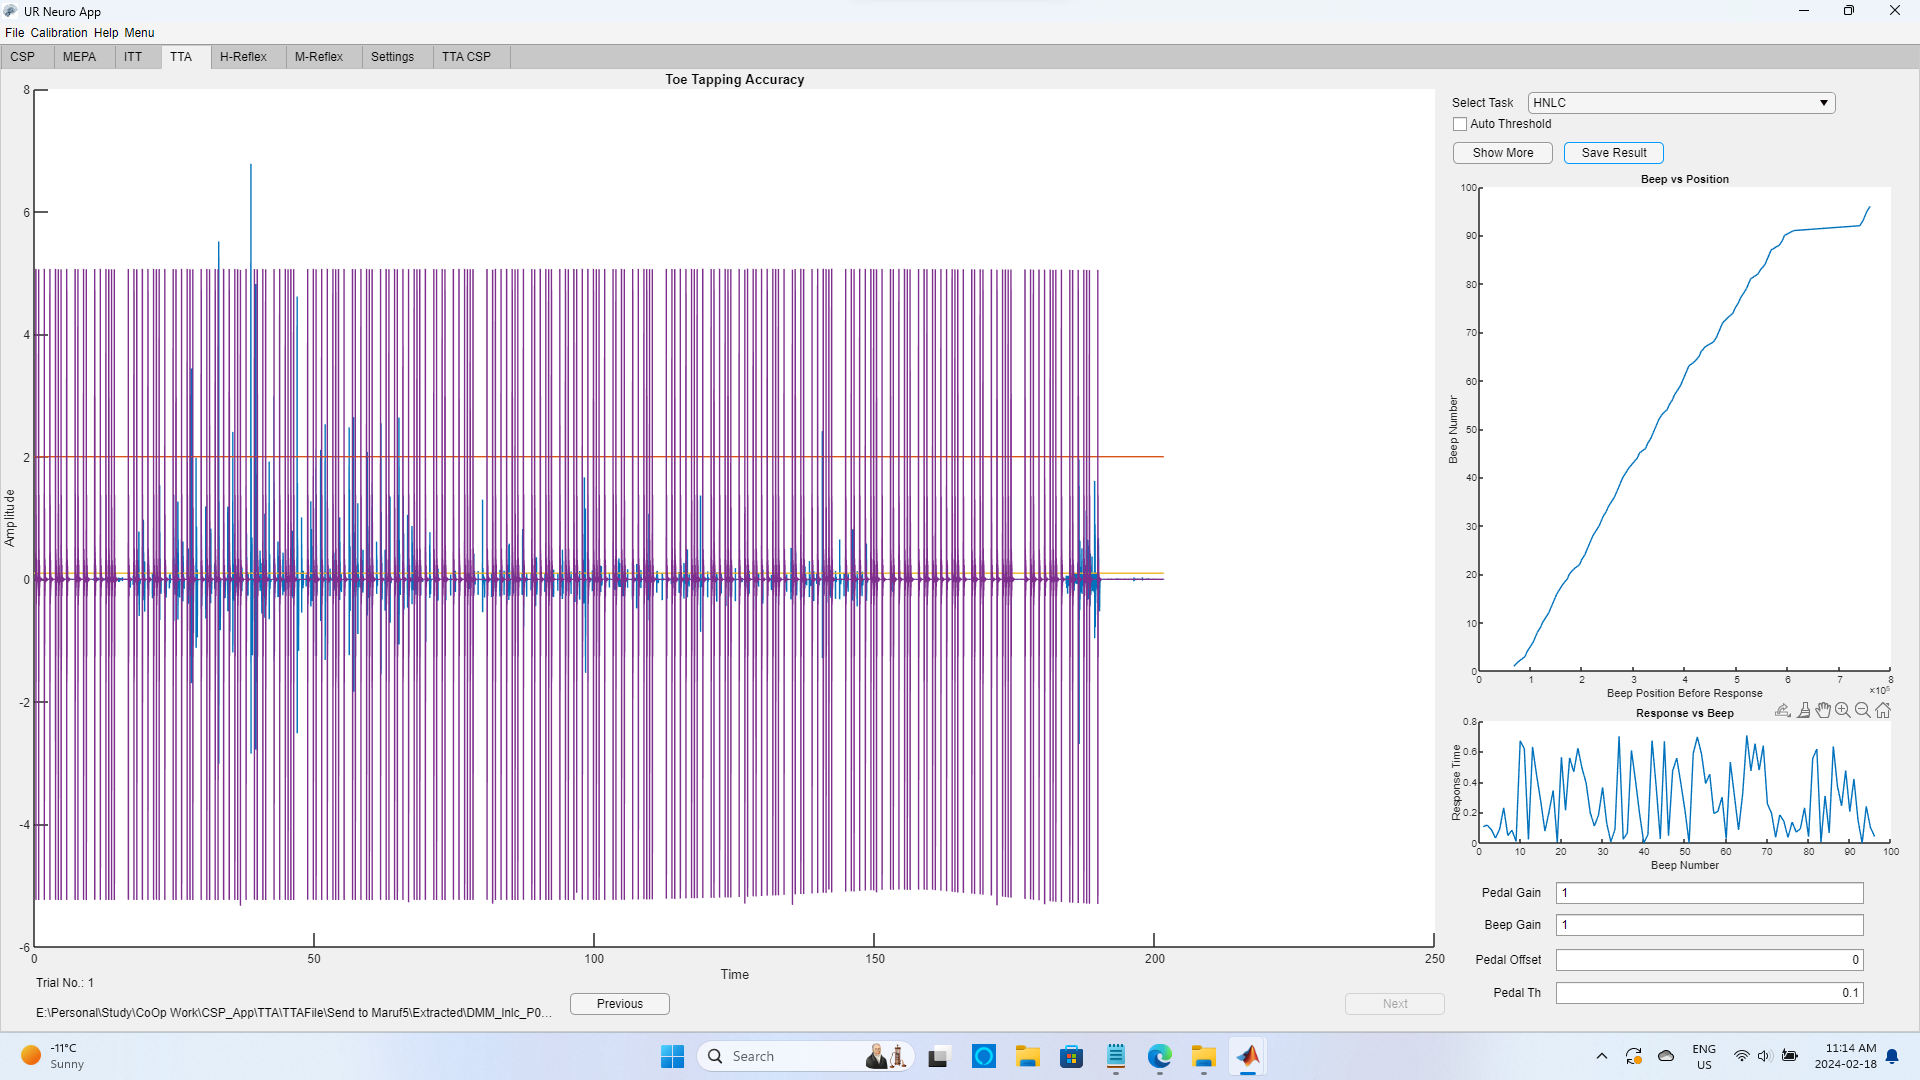 UR Neuro App
File Calibration Help Menu
CSP MEPA ITT TTA H-Reflex M-Reflex Settings TTA CSP
Toe Tapping Accuracy
8
6
4
2
0
-2
-4
-6
Amplitude
0 50 100 150 200 250
Time
Trial No.: 1
E:\Personal\Study\CoOp Work\CSP_App\TTA\TTAFile\Send to Maruf5\Extracted\DMM_lnlc_P0...
Previous
Next
Select Task HNLC
Auto Threshold
Show More Save Result
Beep vs Position
100
90
80
70
60
50
40
30
20
10
0
Beep Number
0 1 2 3 4 5 6 7 8
×10⁵
Beep Position Before Response
Response vs Beep
0.8
0.6
0.4
0.2
0
Response Time
0 10 20 30 40 50 60 70 80 90 100
Beep Number
Pedal Gain 1
Beep Gain 1
Pedal Offset 0
Pedal Th 0.1
-11°C
Sunny
Search
ENG
US
11:14 AM
2024-02-18